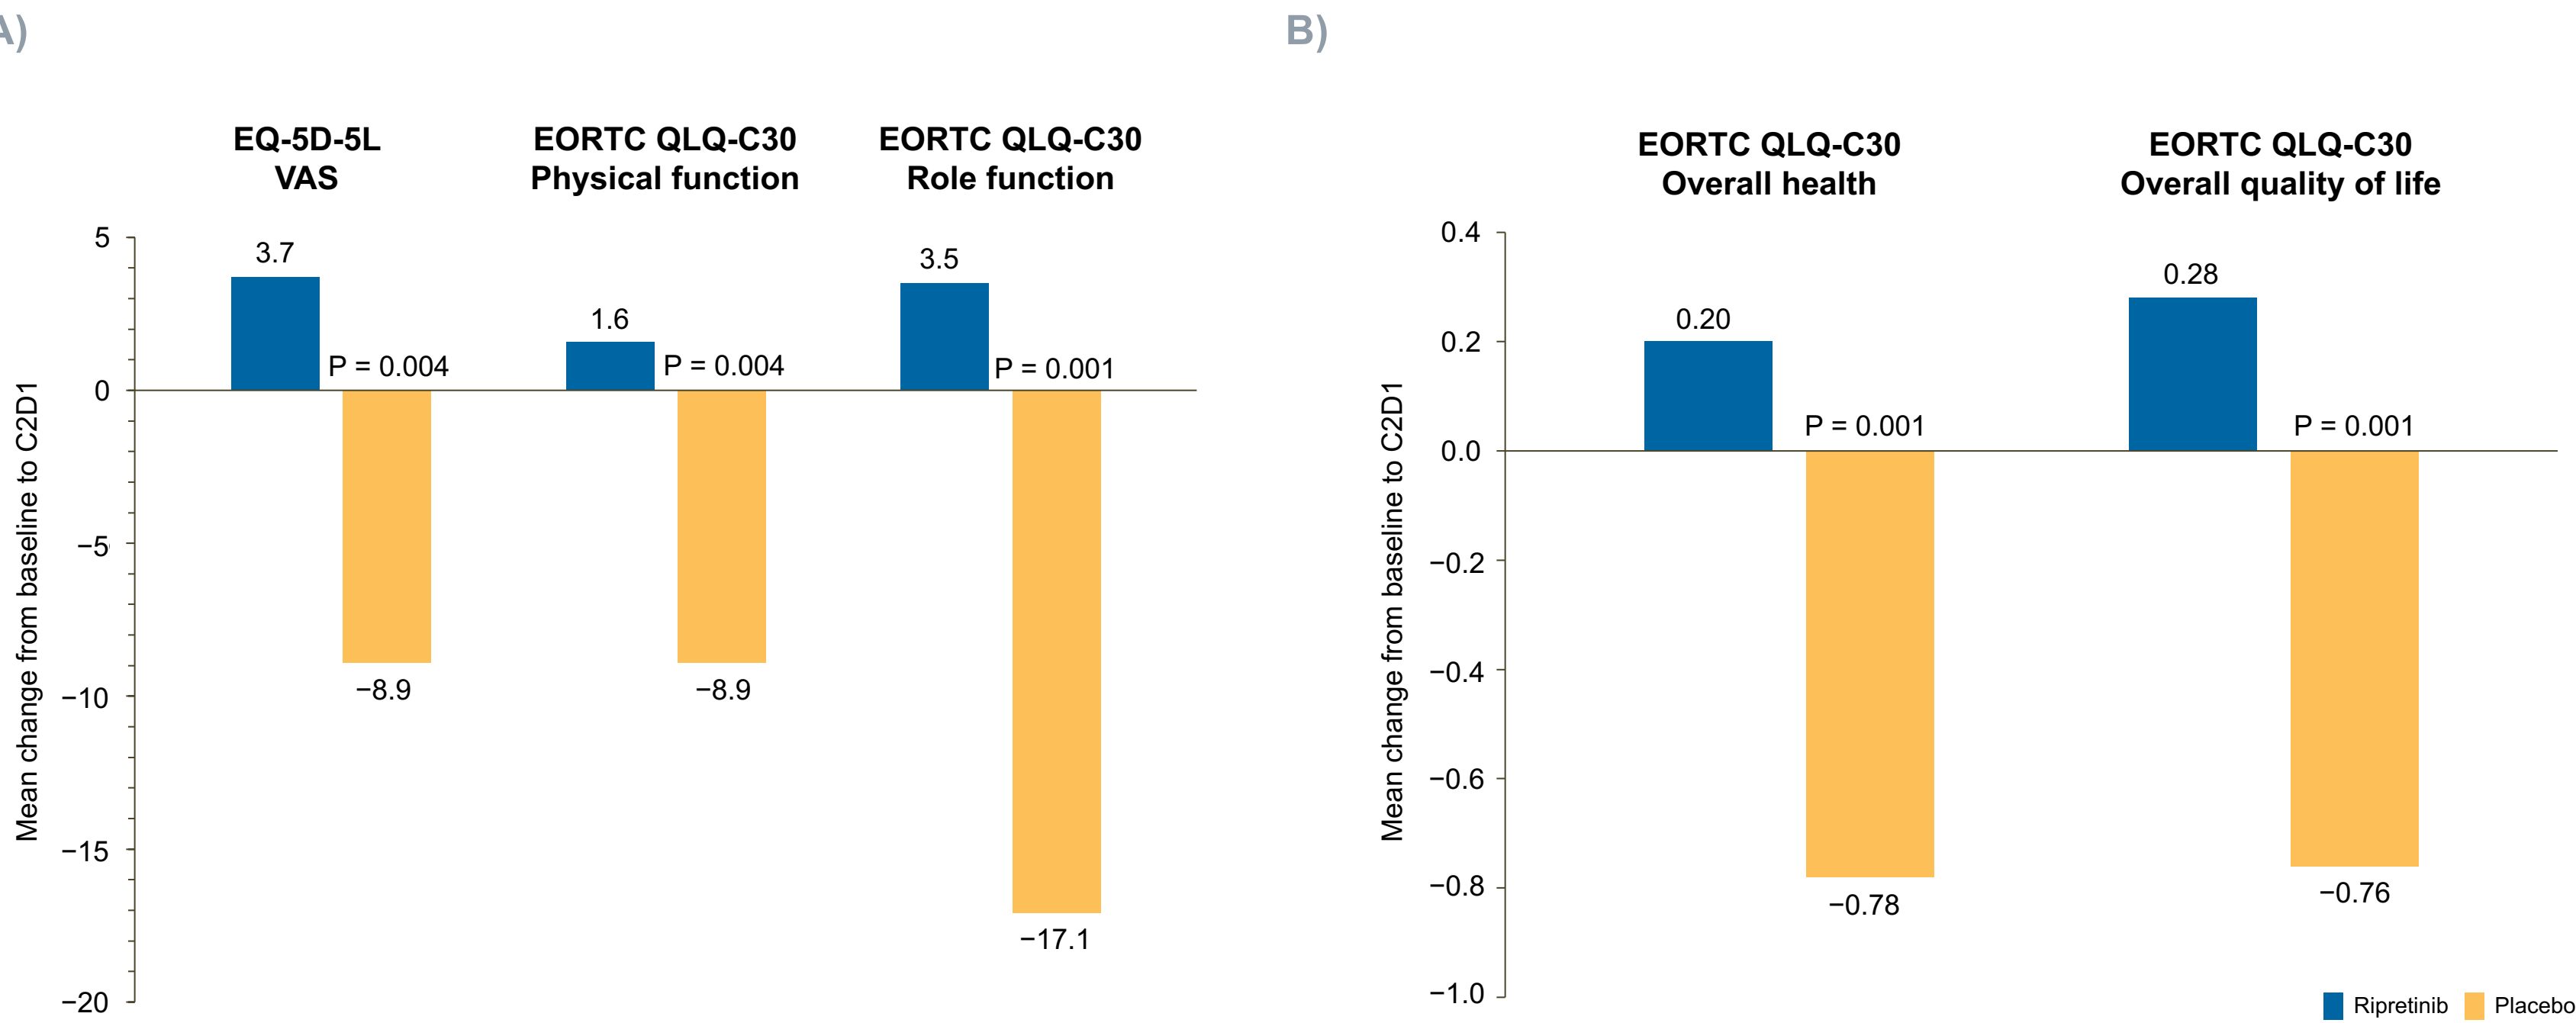 A)
EQ-5D-5L
VAS
EORTC QLQ-C30
Physical function
EORTC QLQ-C30
Role function
Mean change from baseline to C2D1
5
0
−5
−10
−15
−20
3.7
P = 0.004
−8.9
1.6
P = 0.004
−8.9
3.5
P = 0.001
−17.1
B)
EORTC QLQ-C30
Overall health
EORTC QLQ-C30
Overall quality of life
Mean change from baseline to C2D1
0.4
0.2
0.0
−0.2
−0.4
−0.6
−0.8
−1.0
0.20
P = 0.001
−0.78
0.28
P = 0.001
−0.76
Ripretinib
Placebo